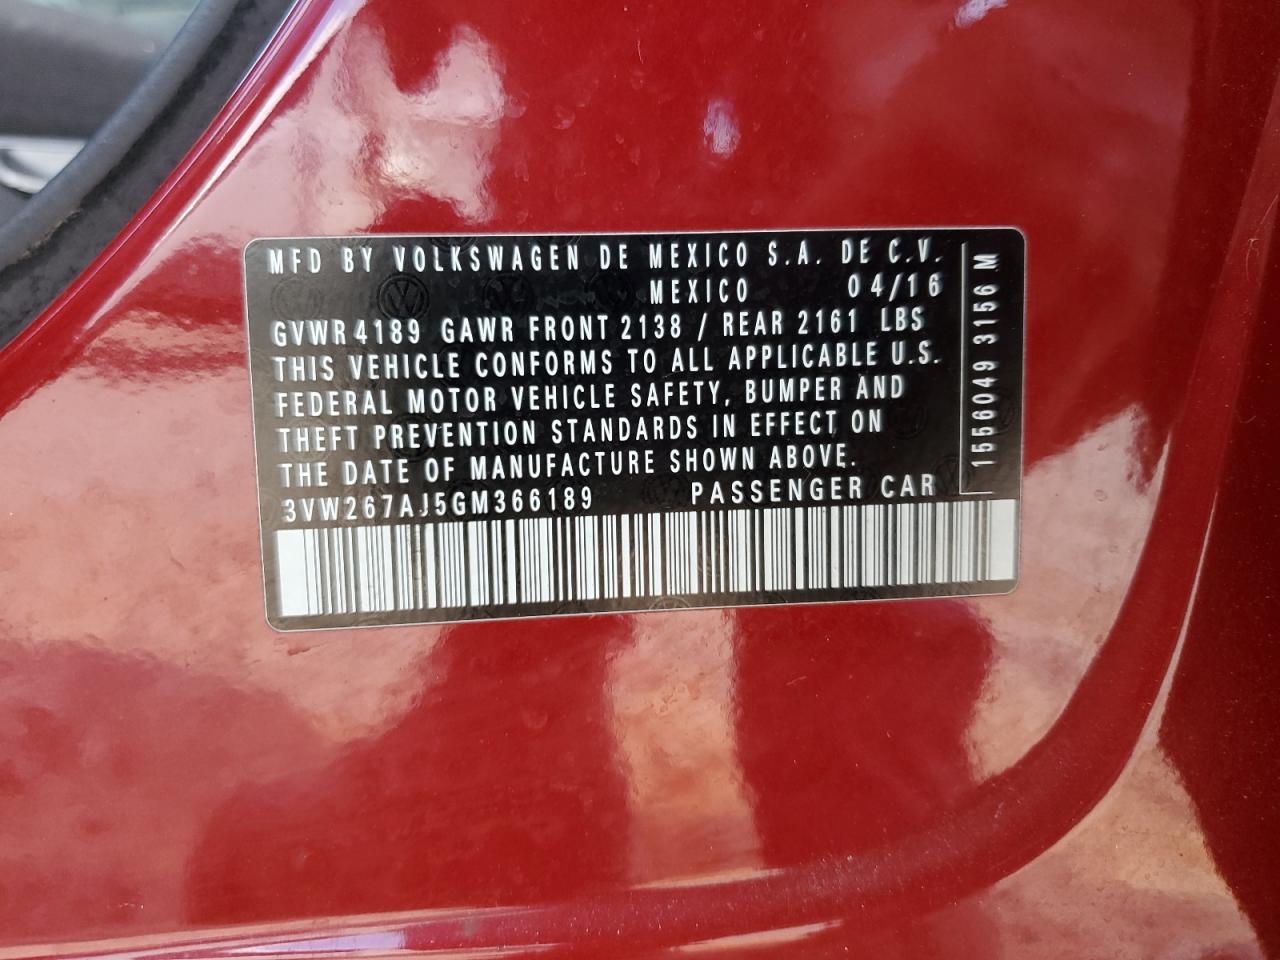 MFD BY VOLKSWAGEN DE MEXICO S.A. DE C.V.
MEXICO 04/16
GVWR 4189 GAWR FRONT 2138 / REAR 2161 LBS
THIS VEHICLE CONFORMS TO ALL APPLICABLE U.S.
FEDERAL MOTOR VEHICLE SAFETY, BUMPER AND
THEFT PREVENTION STANDARDS IN EFFECT ON
THE DATE OF MANUFACTURE SHOWN ABOVE.
3VW267AJ5GM366189 PASSENGER CAR
1556049 3156 M